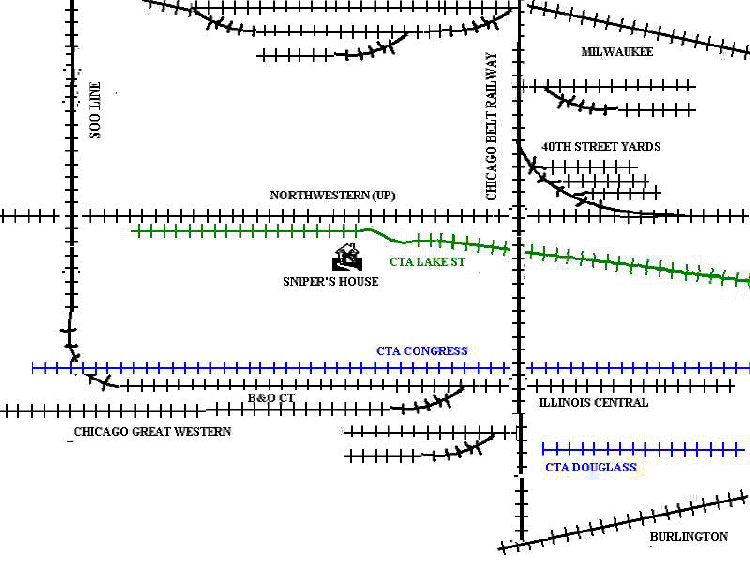 MILWAUKEE
SOO LINE
CHICAGO BELT RAILWAY
40TH STREET YARDS
NORTHWESTERN (UP)
CTA LAKE ST
SNIPER'S HOUSE
CTA CONGRESS
B&O CT
ILLINOIS CENTRAL
CHICAGO GREAT WESTERN
CTA DOUGLASS
BURLINGTON